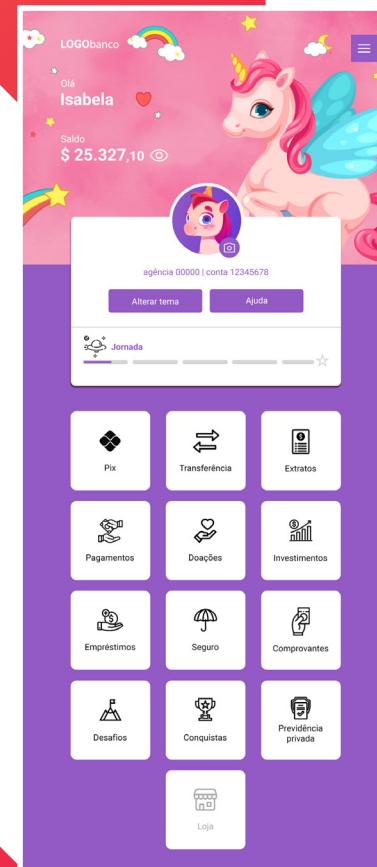 LOGObanco
Olá
Isabela
Saldo
$ 25.327,10
agência 00000 | conta 12345678
Alterar tema
Ajuda
Jornada
Pix
Transferência
Extratos
Pagamentos
Doações
Investimentos
Empréstimos
Seguro
Comprovantes
Desafios
Conquistas
Previdência
privada
Loja